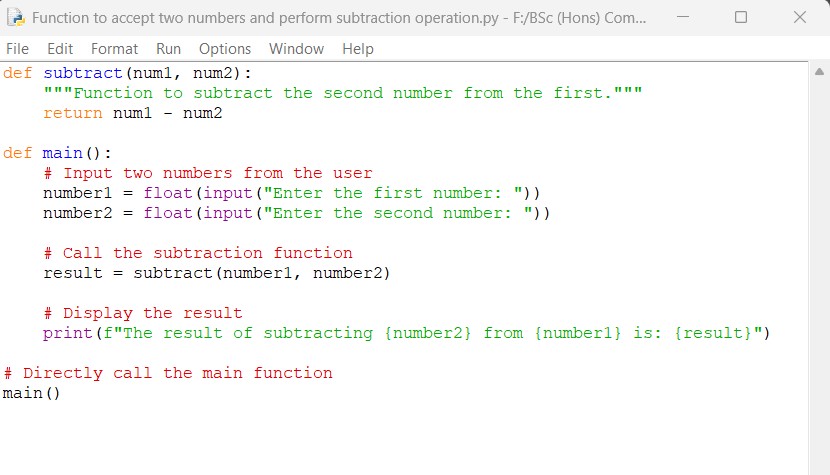 Function to accept two numbers and perform subtraction operation.py - F:/BSc (Hons) Com...
File Edit Format Run Options Window Help
def subtract(num1, num2):
    """Function to subtract the second number from the first."""
    return num1 - num2

def main():
    # Input two numbers from the user
    number1 = float(input("Enter the first number: "))
    number2 = float(input("Enter the second number: "))

    # Call the subtraction function
    result = subtract(number1, number2)

    # Display the result
    print(f"The result of subtracting {number2} from {number1} is: {result}")

# Directly call the main function
main()